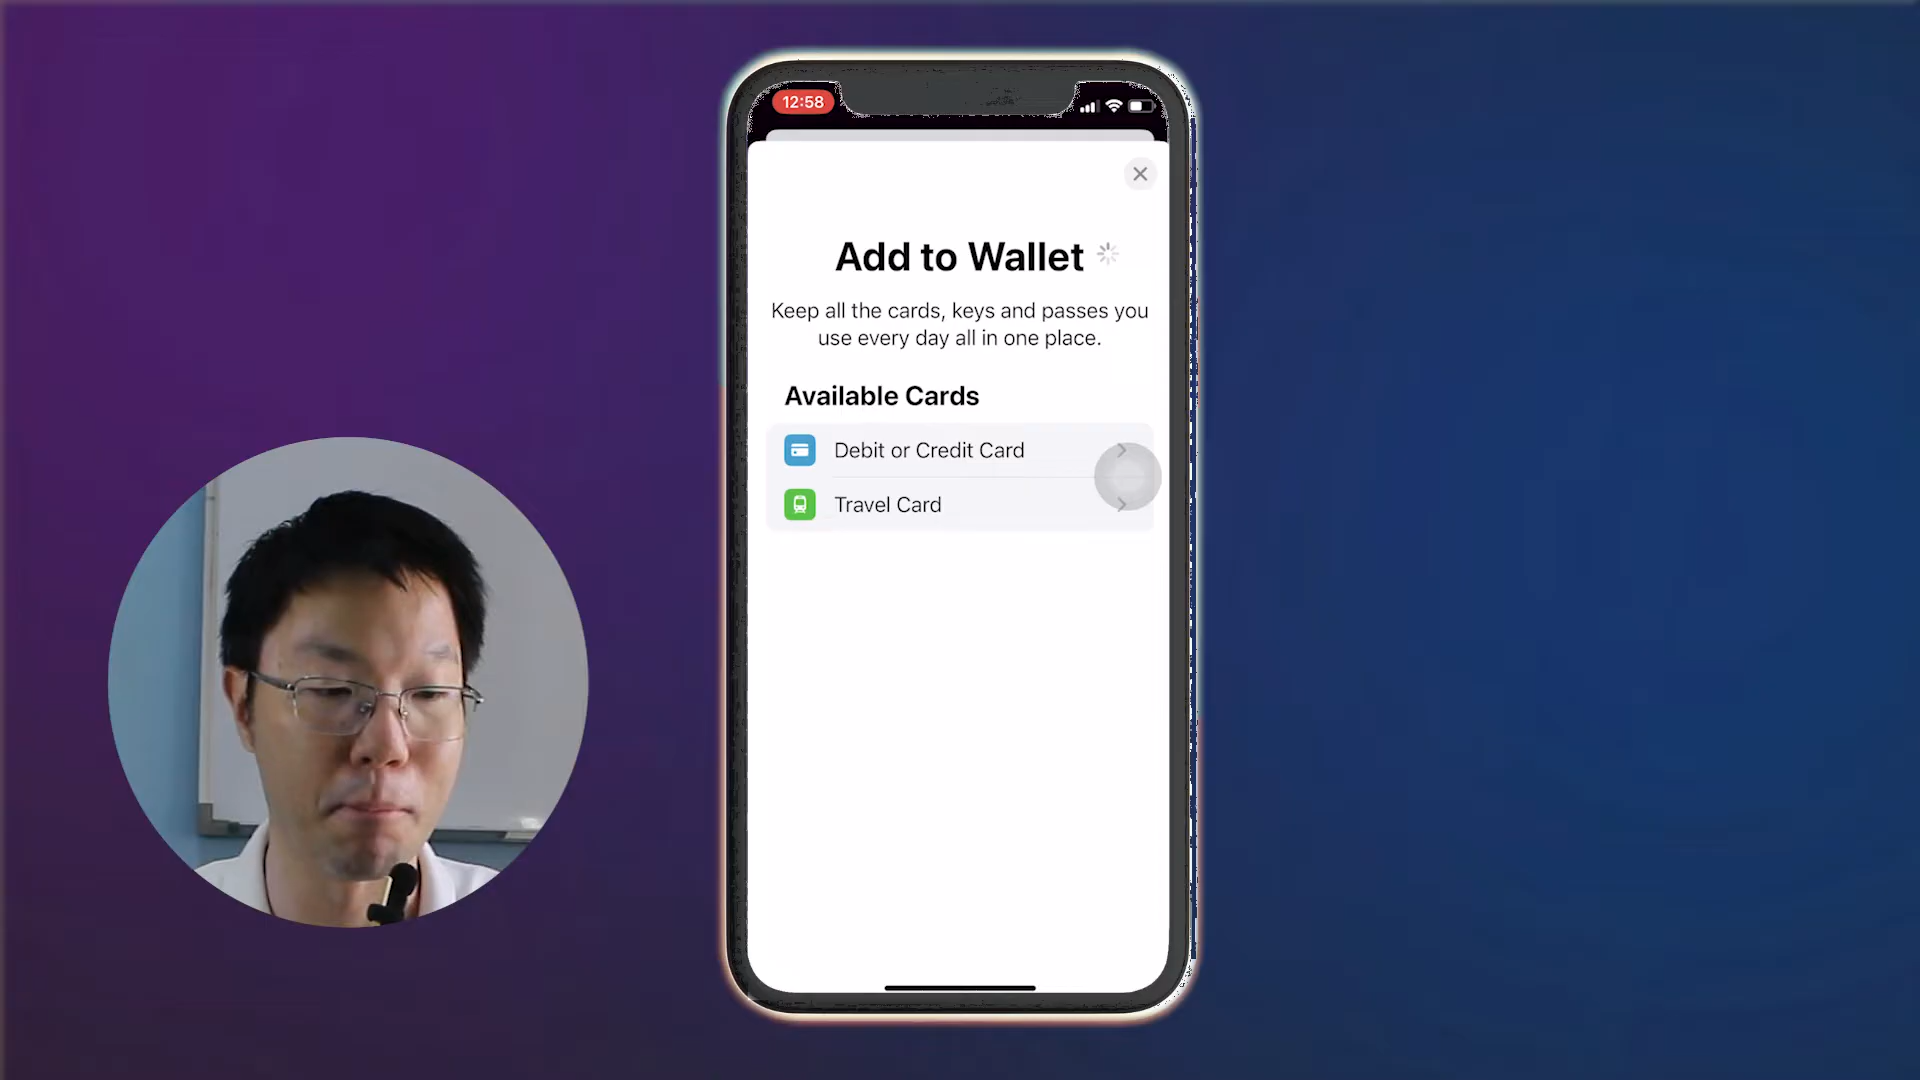 12:58
Add to Wallet
Keep all the cards, keys and passes you
use every day all in one place.
Available Cards
Debit or Credit Card
Travel Card